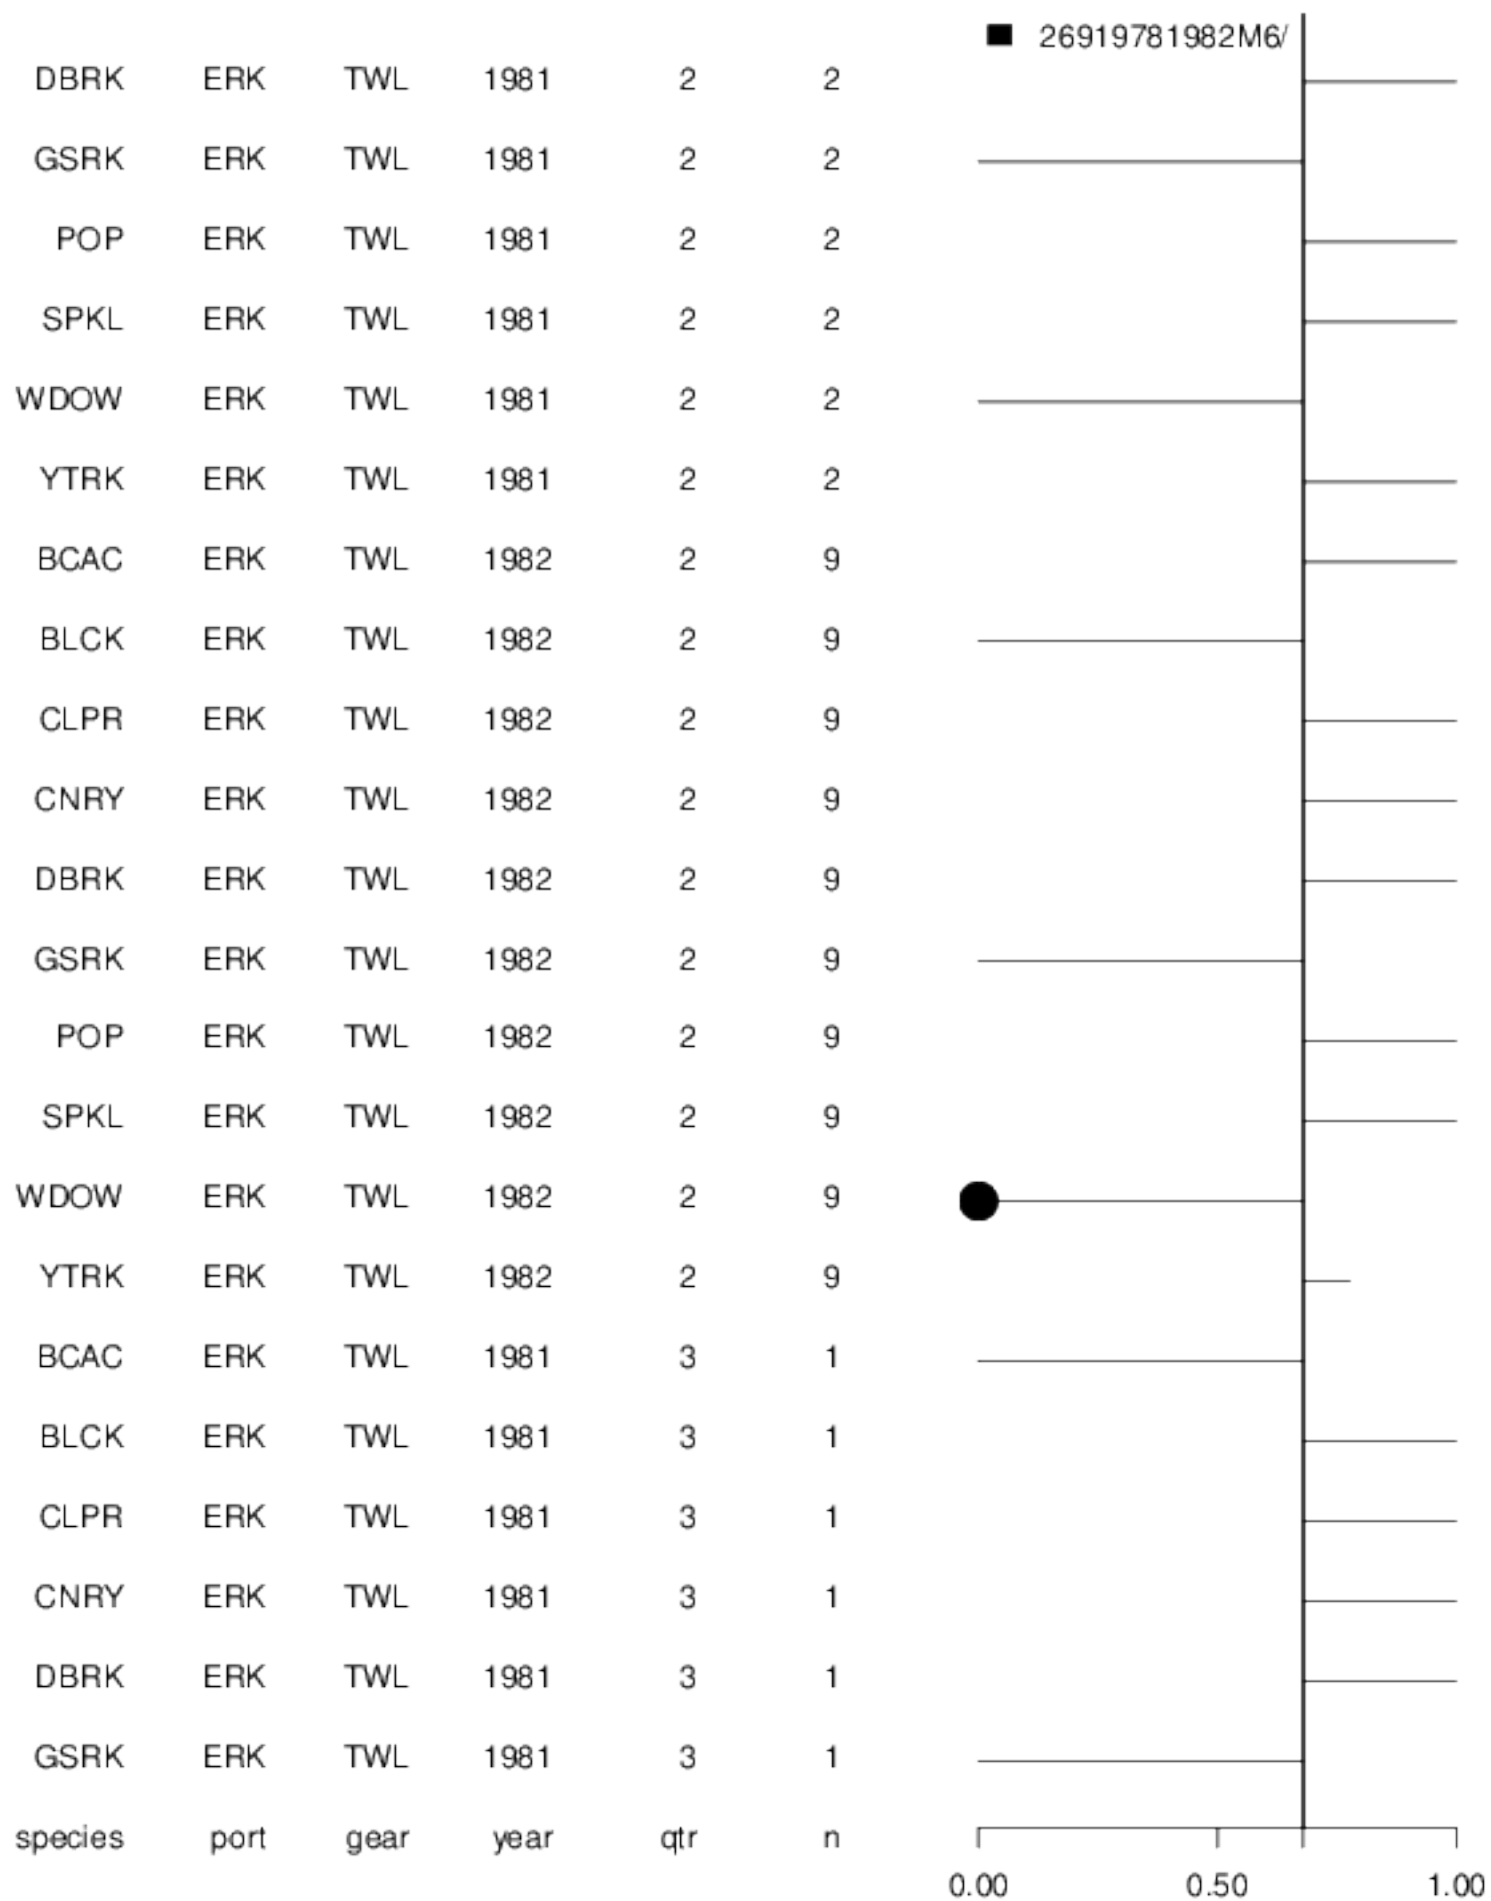 26919781982M6/
DBRK ERK TWL 1981 2 2
GSRK ERK TWL 1981 2 2
POP ERK TWL 1981 2 2
SPKL ERK TWL 1981 2 2
WDOW ERK TWL 1981 2 2
YTRK ERK TWL 1981 2 2
BCAC ERK TWL 1982 2 9
BLCK ERK TWL 1982 2 9
CLPR ERK TWL 1982 2 9
CNRY ERK TWL 1982 2 9
DBRK ERK TWL 1982 2 9
GSRK ERK TWL 1982 2 9
POP ERK TWL 1982 2 9
SPKL ERK TWL 1982 2 9
WDOW ERK TWL 1982 2 9
YTRK ERK TWL 1982 2 9
BCAC ERK TWL 1981 3 1
BLCK ERK TWL 1981 3 1
CLPR ERK TWL 1981 3 1
CNRY ERK TWL 1981 3 1
DBRK ERK TWL 1981 3 1
GSRK ERK TWL 1981 3 1
species port gear year qtr n
0.00 0.50 1.00